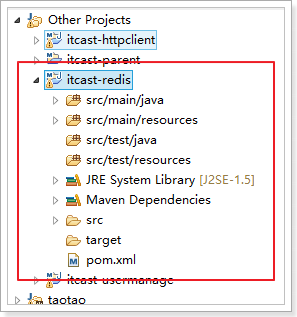 Other Projects
itcast-httpclient
itcast-parent
itcast-redis
src/main/java
src/main/resources
src/test/java
src/test/resources
JRE System Library [J2SE-1.5]
Maven Dependencies
src
target
pom.xml
itcast-usermanage
taotao